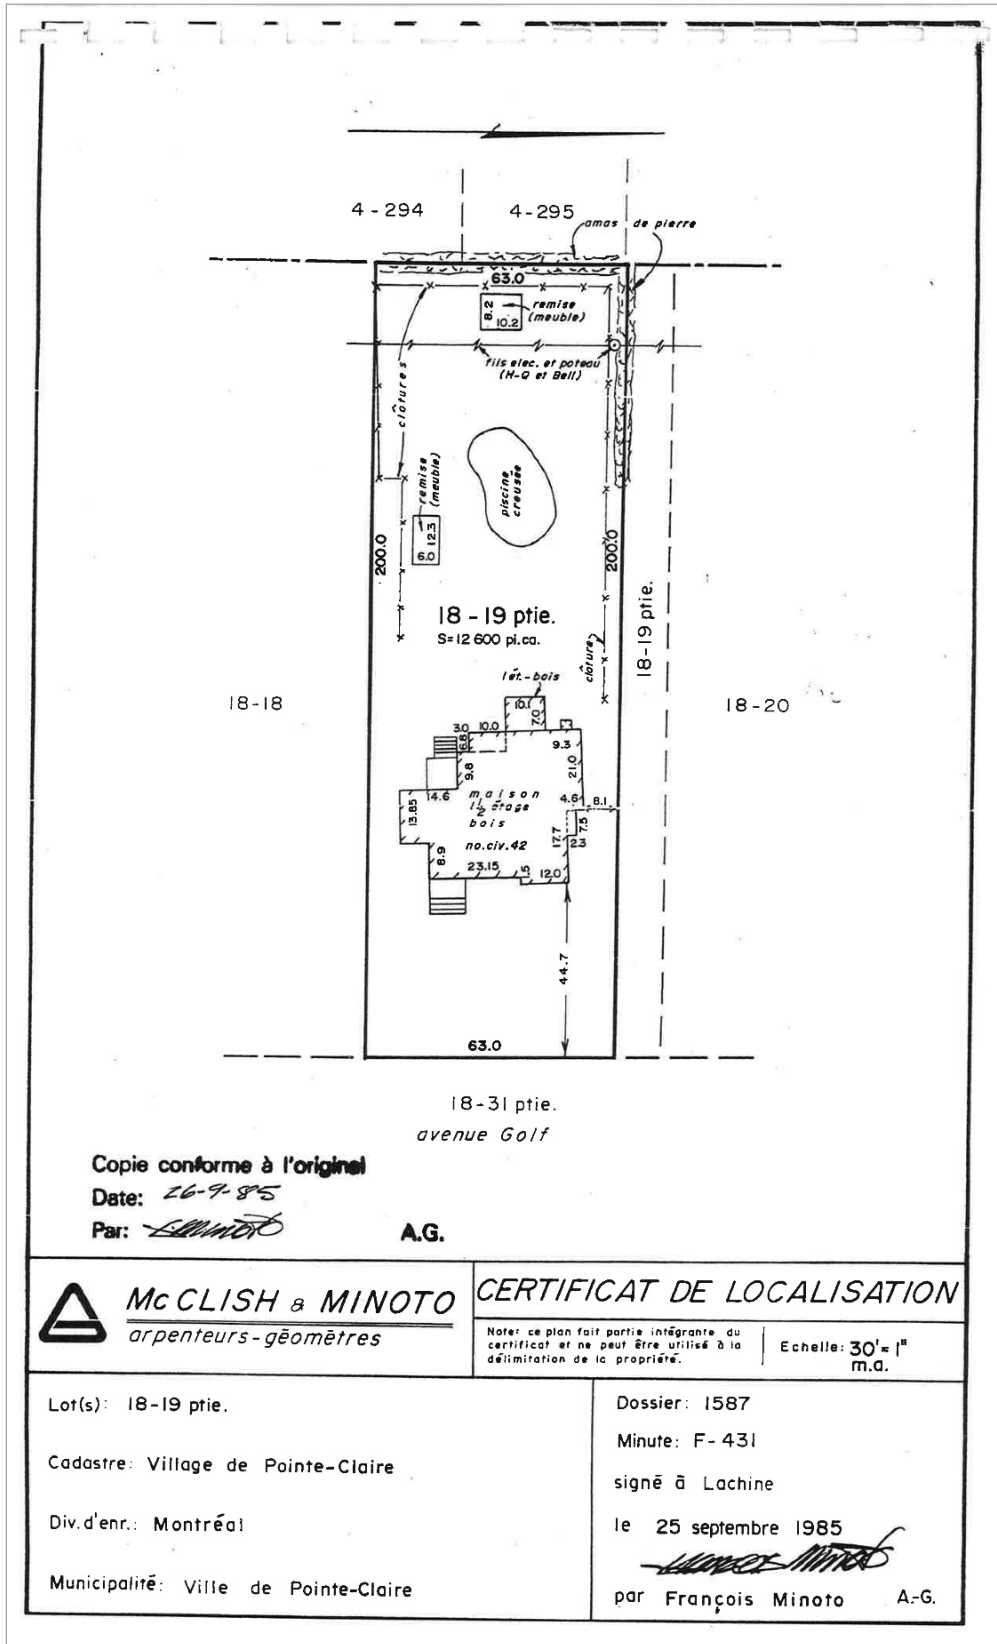 4-294
4-295
amas de pierre
63.0
8.2
10.2
remise
(meuble)
fils elec. et poteau
(H-Q et Bell)
clôtures
remise
(meuble)
12.3
6.0
piscine
creusée
200.0
200.0
18-19 ptie.
S=12 600 pi.ca.
18-19 ptie.
clôture
18-18
18-20
1 ét.-bois
10.1
7.0
3.0
10.0
6.8
9.8
9.3
21.0
14.6
13.85
maison
1 1/2 étage
bois
no.civ.42
4.6
8.1
7.5
17.7
2.3
8.9
23.15
.5
12.0
44.7
63.0
18-31 ptie.
avenue Golf
Copie conforme à l'original
Date: 26-9-85
Par:
A.G.
McCLISH & MINOTO
arpenteurs-géomètres
CERTIFICAT DE LOCALISATION
Note: ce plan fait partie intégrante du
certificat et ne peut être utilisé à la
délimitation de la propriété.
Echelle: 30'=1"
m.a.
Lot(s): 18-19 ptie.
Cadastre: Village de Pointe-Claire
Div.d'enr.: Montréal
Municipalité: Ville de Pointe-Claire
Dossier: 1587
Minute: F-431
signé à Lachine
le 25 septembre 1985
par François Minoto A.-G.